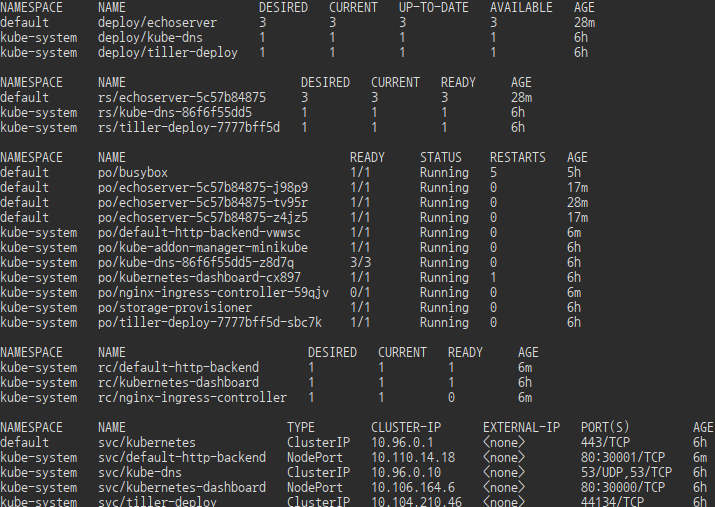 NAMESPACE NAME DESIRED CURRENT UP-TO-DATE AVAILABLE AGE
default deploy/echoserver 3 3 3 3 28m
kube-system deploy/kube-dns 1 1 1 1 6h
kube-system deploy/tiller-deploy 1 1 1 1 6h
NAMESPACE NAME DESIRED CURRENT READY AGE
default rs/echoserver-5c57b84875 3 3 3 28m
kube-system rs/kube-dns-86f6f55dd5 1 1 1 6h
kube-system rs/tiller-deploy-7777bff5d 1 1 1 6h
NAMESPACE NAME READY STATUS RESTARTS AGE
default po/busybox 1/1 Running 5 5h
default po/echoserver-5c57b84875-j98p9 1/1 Running 0 17m
default po/echoserver-5c57b84875-tv95r 1/1 Running 0 28m
default po/echoserver-5c57b84875-z4jz5 1/1 Running 0 17m
kube-system po/default-http-backend-vwwsc 1/1 Running 0 6m
kube-system po/kube-addon-manager-minikube 1/1 Running 0 6h
kube-system po/kube-dns-86f6f55dd5-z8d7q 3/3 Running 0 6h
kube-system po/kubernetes-dashboard-cx897 1/1 Running 1 6h
kube-system po/nginx-ingress-controller-59qjv 0/1 Running 0 6m
kube-system po/storage-provisioner 1/1 Running 0 6h
kube-system po/tiller-deploy-7777bff5d-sbc7k 1/1 Running 0 6h
NAMESPACE NAME DESIRED CURRENT READY AGE
kube-system rc/default-http-backend 1 1 1 6m
kube-system rc/kubernetes-dashboard 1 1 1 6h
kube-system rc/nginx-ingress-controller 1 1 0 6m
NAMESPACE NAME TYPE CLUSTER-IP EXTERNAL-IP PORT(S) AGE
default svc/kubernetes ClusterIP 10.96.0.1 <none> 443/TCP 6h
kube-system svc/default-http-backend NodePort 10.110.14.18 <none> 80:30001/TCP 6m
kube-system svc/kube-dns ClusterIP 10.96.0.10 <none> 53/UDP,53/TCP 6h
kube-system svc/kubernetes-dashboard NodePort 10.106.164.6 <none> 80:30000/TCP 6h
kube-system svc/tiller-deploy ClusterIP 10.104.210.46 <none> 44134/TCP 6h